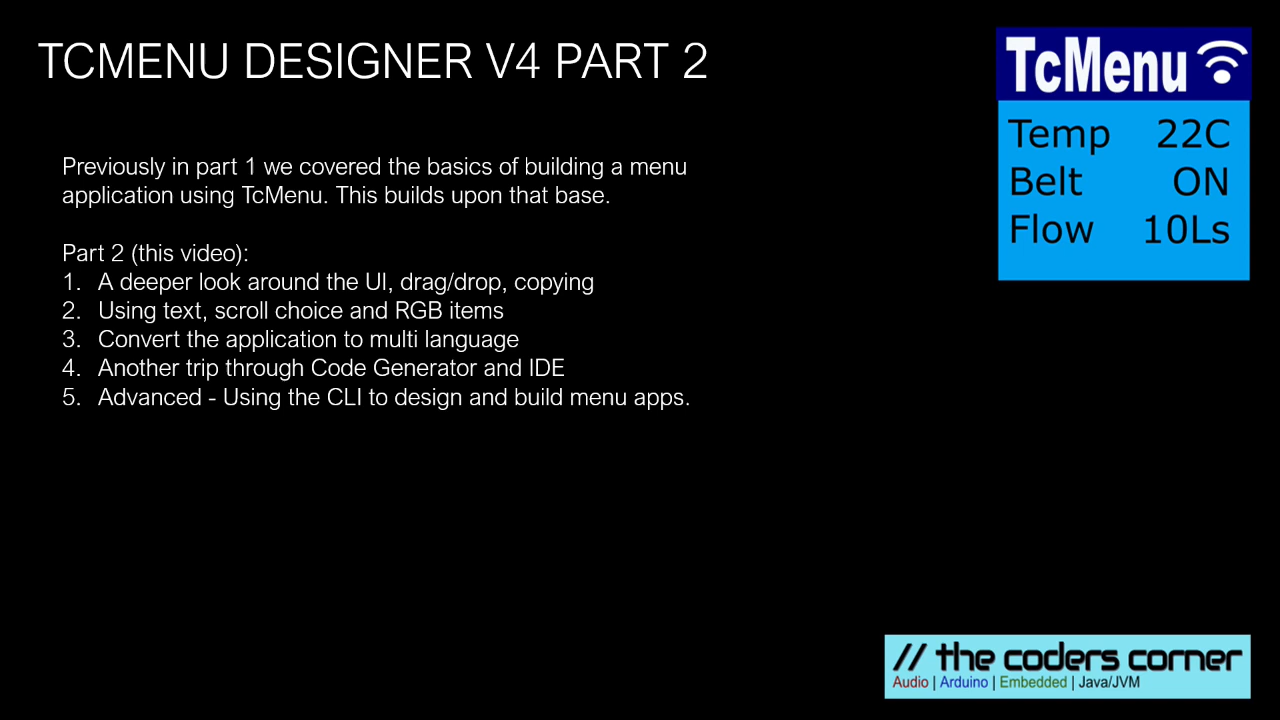 TCMENU DESIGNER V4 PART 2
TcMenu
Temp 22C
Belt ON
Flow 10Ls
Previously in part 1 we covered the basics of building a menu
application using TcMenu. This builds upon that base.
Part 2 (this video):
1. A deeper look around the UI, drag/drop, copying
2. Using text, scroll choice and RGB items
3. Convert the application to multi language
4. Another trip through Code Generator and IDE
5. Advanced - Using the CLI to design and build menu apps.
// the coders corner
Audio | Arduino | Embedded | Java/JVM